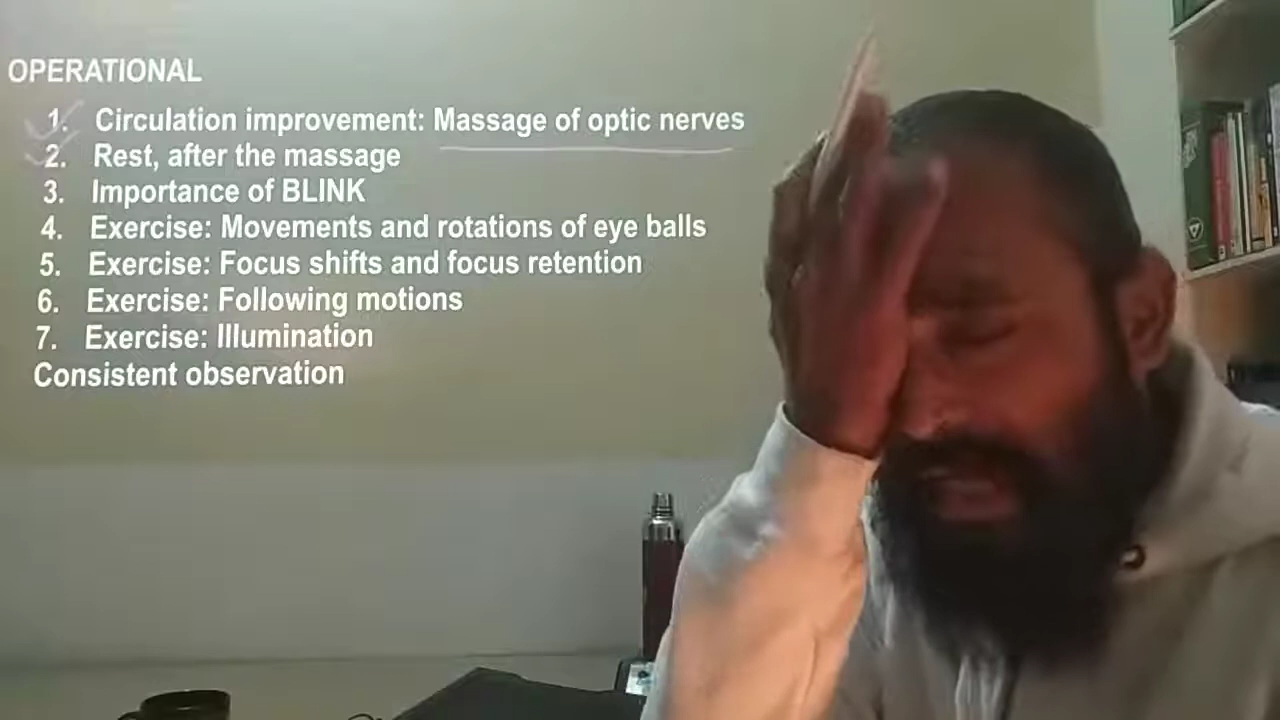 OPERATIONAL
1. Circulation improvement: Massage of optic nerves
2. Rest, after the massage
3. Importance of BLINK
4. Exercise: Movements and rotations of eye balls
5. Exercise: Focus shifts and focus retention
6. Exercise: Following motions
7. Exercise: Illumination
Consistent observation